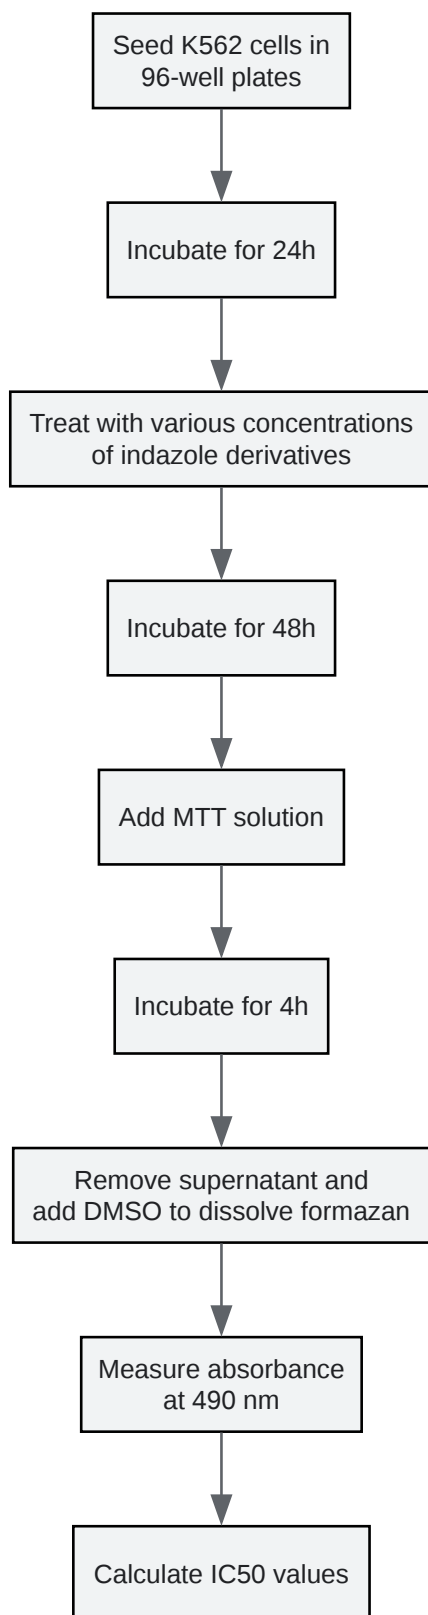 Seed K562 cells in
96-well plates
Incubate for 24h
Treat with various concentrations
of indazole derivatives
Incubate for 48h
Add MTT solution
Incubate for 4h
Remove supernatant and
add DMSO to dissolve formazan
Measure absorbance
at 490 nm
Calculate IC50 values